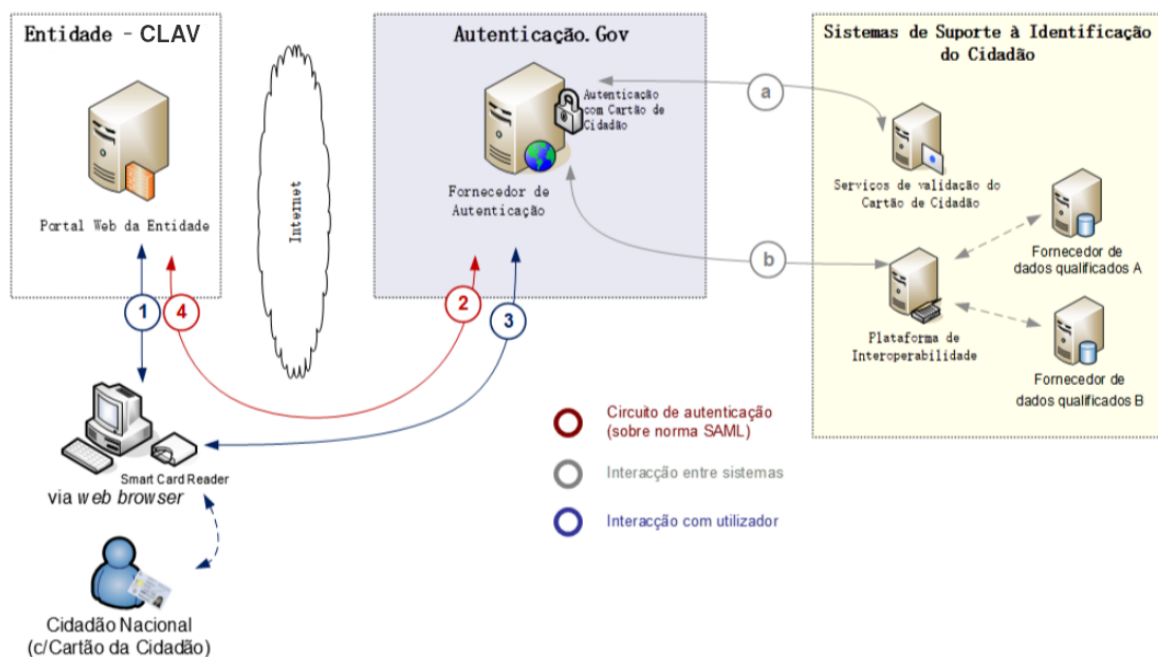 Entidade - CLAV
Portal Web da Entidade
Internet
Autenticação.Gov
Autenticação
com Cartão de
Cidadão
Fornecedor de
Autenticação
Sistemas de Suporte à Identificação
do Cidadão
Serviços de validação do
Cartão de Cidadão
Fornecedor de
dados qualificados A
Plataforma de
Interoperabilidade
Fornecedor de
dados qualificados B
a
b
1
4
2
3
Smart Card Reader
via web browser
Cidadão Nacional
(c/Cartão da Cidadão)
Circuito de autenticação
(sobre norma SAML)
Interacção entre sistemas
Interacção com utilizador